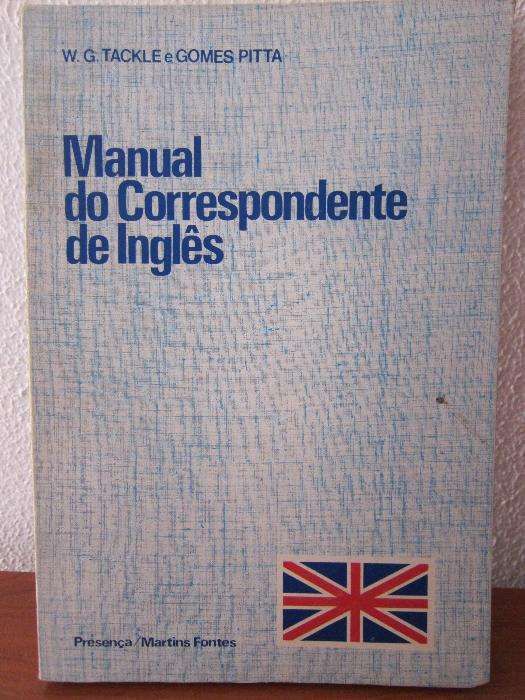 W. G. TACKLE e GOMES PITTA
Manual
do Correspondente
de Inglês
Presença/Martins Fontes